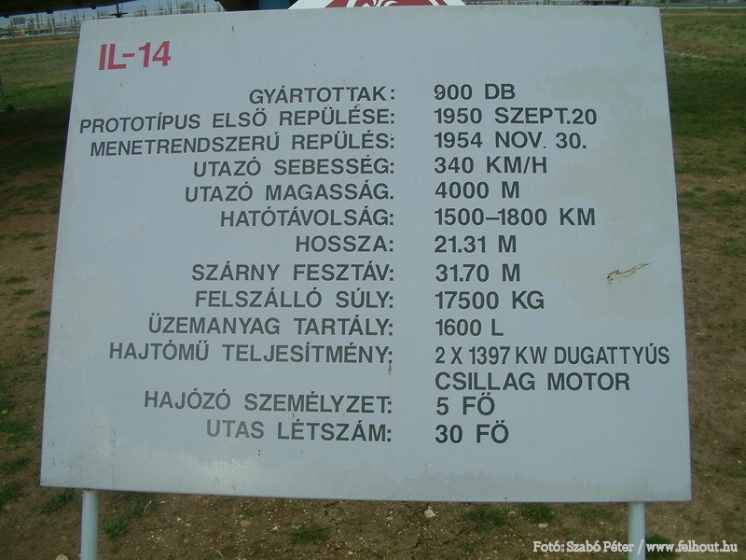 IL-14
GYÁRTOTTAK: 900 DB
PROTOTÍPUS ELSŐ REPÜLÉSE: 1950 SZEPT.20
MENETRENDSZERŰ REPÜLÉS: 1954 NOV. 30.
UTAZÓ SEBESSÉG: 340 KM/H
UTAZÓ MAGASSÁG. 4000 M
HATÓTÁVOLSÁG: 1500–1800 KM
HOSSZA: 21.31 M
SZÁRNY FESZTÁV: 31.70 M
FELSZÁLLÓ SÚLY: 17500 KG
ÜZEMANYAG TARTÁLY: 1600 L
HAJTÓMŰ TELJESÍTMÉNY: 2 X 1397 KW DUGATTYÚS
CSILLAG MOTOR
HAJÓZÓ SZEMÉLYZET: 5 FŐ
UTAS LÉTSZÁM: 30 FŐ
Fotó: Szabó Péter / www.felhout.hu